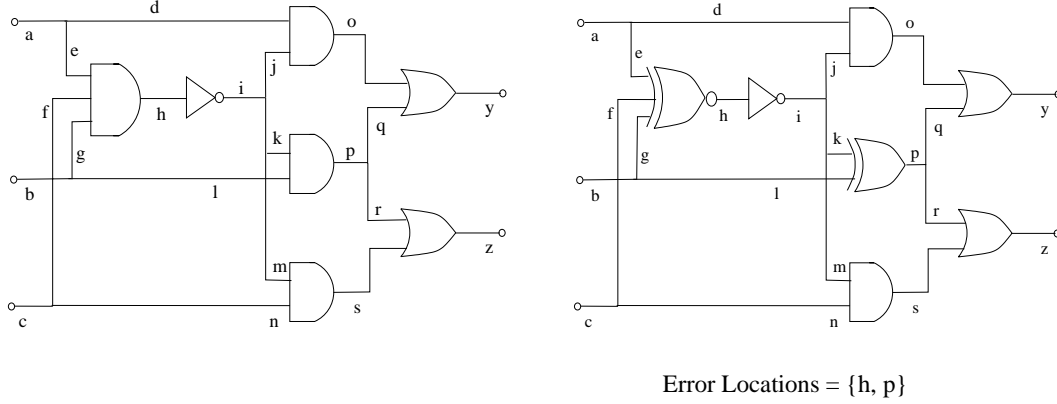 d
o
a
e
j
f
h
i
y
q
k
p
g
b
l
r
z
m
s
c
n
d
o
a
e
j
f
h
i
y
q
k
p
g
b
l
r
z
m
s
c
n
Error Locations = {h, p}